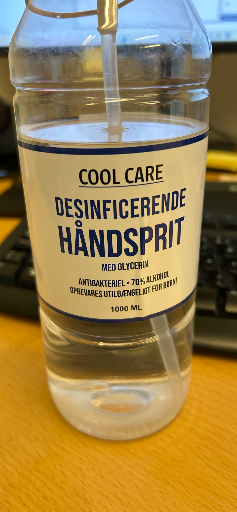 COOL CARE
DESINFICERENDE
HÅNDSPRIT
MED GLYCERIN
ANTIBAKTERIEL • 70% ALKOHOL
OPBEVARES UTILGÆNGELIGT FOR BØRN
1000 ML